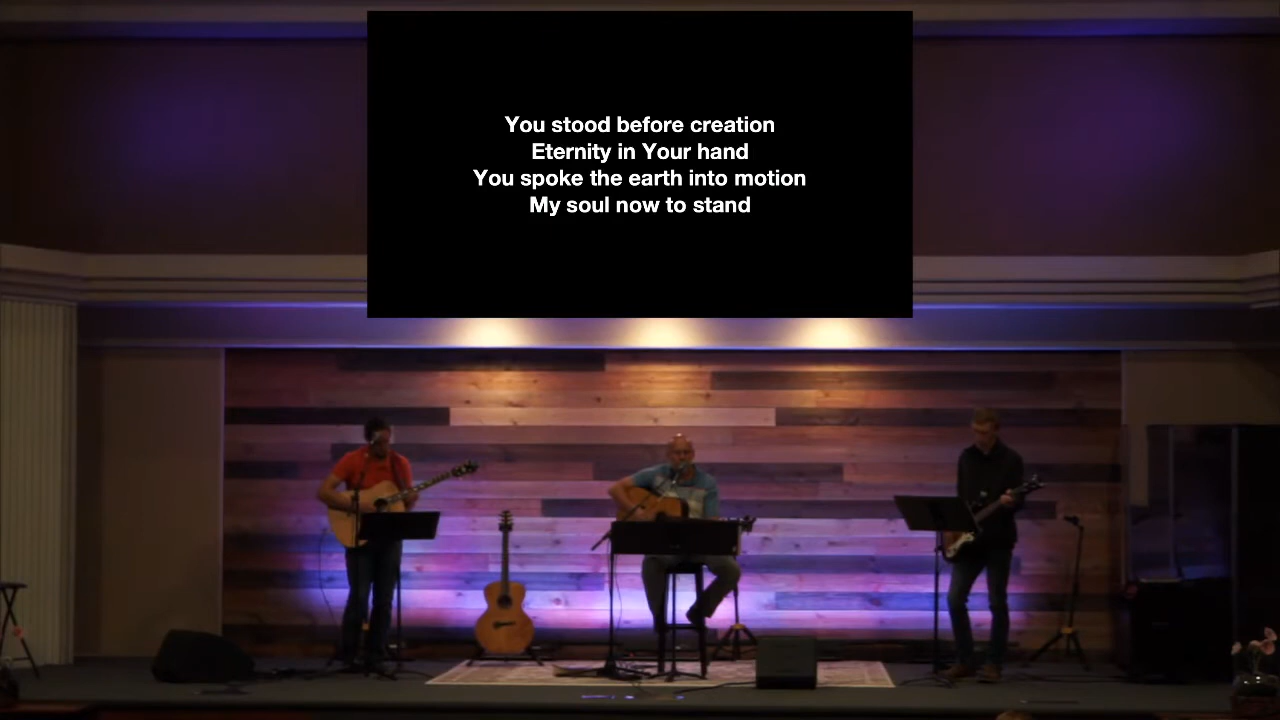 You stood before creation
Eternity in Your hand
You spoke the earth into motion
My soul now to stand